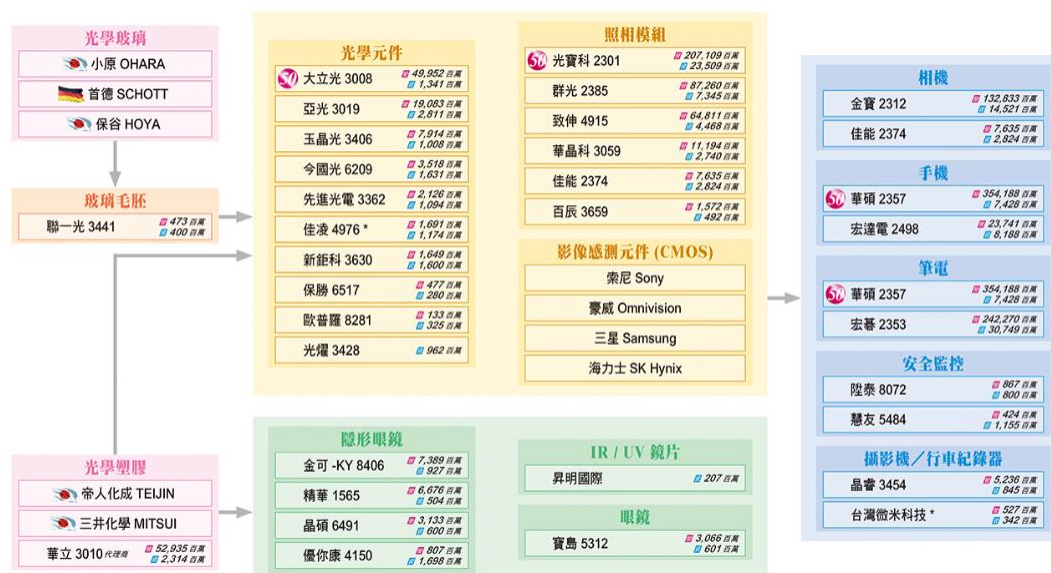 光學玻璃
小原 OHARA
首德 SCHOTT
保谷 HOYA
玻璃毛胚
聯一光 3441
營 473 百萬
資 400 百萬
光學塑膠
帝人化成 TEIJIN
三井化學 MITSUI
華立 3010 代理商
52,935 百萬
2,314 百萬
光學元件
50 大立光 3008
49,952 百萬
1,341 百萬
亞光 3019
19,083 百萬
2,811 百萬
玉晶光 3406
7,914 百萬
1,008 百萬
今國光 6209
3,518 百萬
1,631 百萬
先進光電 3362
2,126 百萬
1,094 百萬
佳凌 4976 *
1,691 百萬
1,174 百萬
新鉅科 3630
1,649 百萬
1,600 百萬
保勝 6517
477 百萬
280 百萬
歐普羅 8281
133 百萬
325 百萬
光燿 3428
962 百萬
照相模組
50 光寶科 2301
207,109 百萬
23,509 百萬
群光 2385
87,260 百萬
7,345 百萬
致伸 4915
64,811 百萬
4,468 百萬
華晶科 3059
11,194 百萬
2,740 百萬
佳能 2374
7,635 百萬
2,824 百萬
百辰 3659
1,572 百萬
492 百萬
影像感測元件 (CMOS)
索尼 Sony
豪威 Omnivision
三星 Samsung
海力士 SK Hynix
隱形眼鏡
金可 -KY 8406
7,389 百萬
927 百萬
精華 1565
6,676 百萬
504 百萬
晶碩 6491
3,133 百萬
600 百萬
優你康 4150
807 百萬
1,698 百萬
IR / UV 鏡片
昇明國際
207 百萬
眼鏡
寶島 5312
3,066 百萬
601 百萬
相機
金寶 2312
132,833 百萬
14,521 百萬
佳能 2374
7,635 百萬
2,824 百萬
手機
50 華碩 2357
354,188 百萬
7,428 百萬
宏達電 2498
23,741 百萬
8,188 百萬
筆電
50 華碩 2357
354,188 百萬
7,428 百萬
宏碁 2353
242,270 百萬
30,749 百萬
安全監控
陞泰 8072
867 百萬
800 百萬
慧友 5484
424 百萬
1,155 百萬
攝影機／行車紀錄器
晶睿 3454
5,236 百萬
845 百萬
台灣微米科技 *
527 百萬
342 百萬